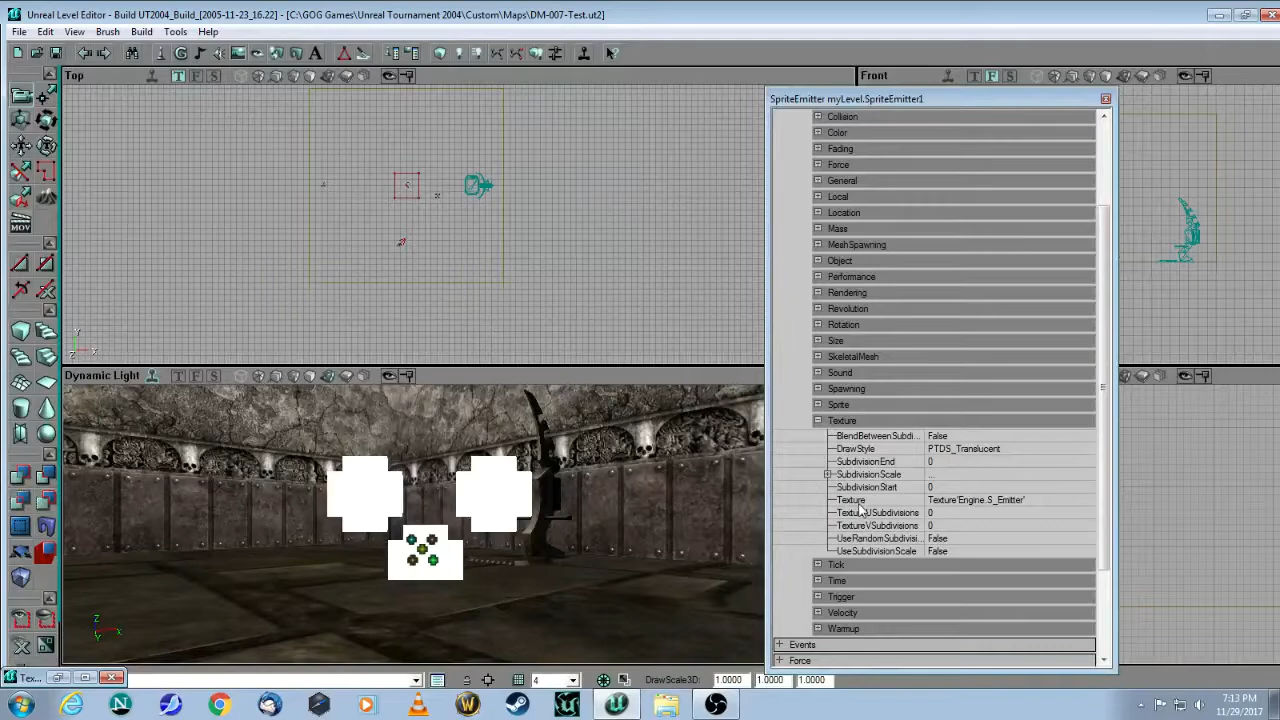 Unreal Level Editor - Build UT2004_Build_[2005-11-23_16.22] - [C:\GOG Games\Unreal Tournament 2004\Custom\Maps\DM-007-Test.ut2]
File Edit View Brush Build Tools Help
Top T F S
Front T F S
SpriteEmitter myLevel.SpriteEmitter1
Collision
Color
Fading
Force
General
Local
Location
Mass
MeshSpawning
Object
Performance
Rendering
Revolution
Rotation
Size
SkeletalMesh
Sound
Spawning
Sprite
Texture
BlendBetweenSubdi... False
DrawStyle PTDS_Translucent
SubdivisionEnd 0
SubdivisionScale ...
SubdivisionStart 0
Texture Texture'Engine.S_Emitter'
TextureUSubdivisions 0
TextureVSubdivisions 0
UseRandomSubdivisi... False
UseSubdivisionScale False
Tick
Time
Trigger
Velocity
Warmup
Events
Force
MOV
Y
Z X
Dynamic Light T F S
Z
Y X
Tex...
4 DrawScale3D: 1.0000 1.0000 1.0000
7:13 PM
11/29/2017